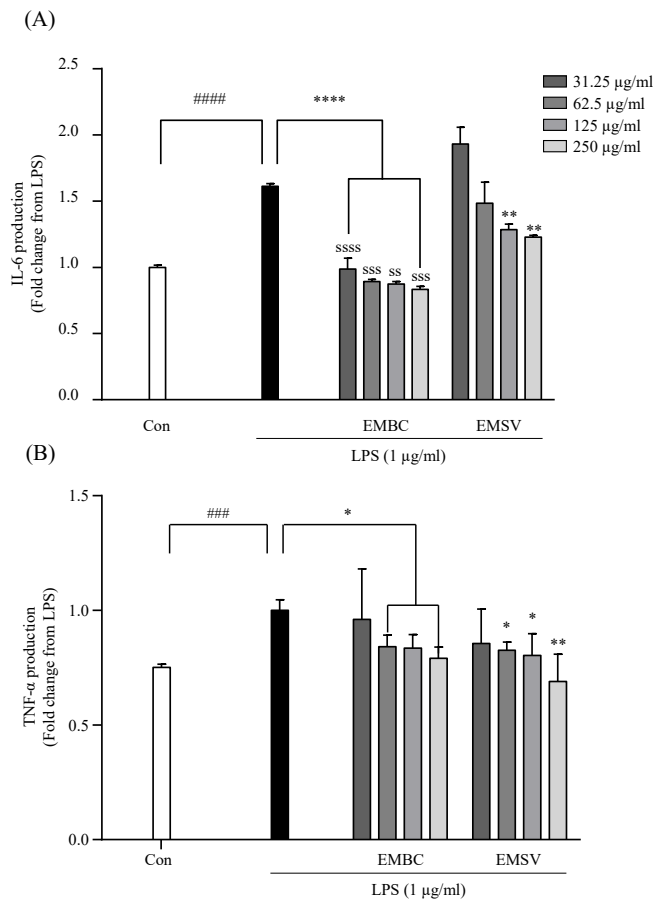 (A)
IL-6 production
(Fold change from LPS)
2.5
2.0
1.5
1.0
0.5
0.0
####
****
31.25 µg/ml
62.5 µg/ml
125 µg/ml
250 µg/ml
ssss
sss
ss
sss
**
**
Con
EMBC
EMSV
LPS (1 µg/ml)
(B)
TNF-α production
(Fold change from LPS)
1.5
1.0
0.5
0.0
###
*
*
*
**
Con
EMBC
EMSV
LPS (1 µg/ml)